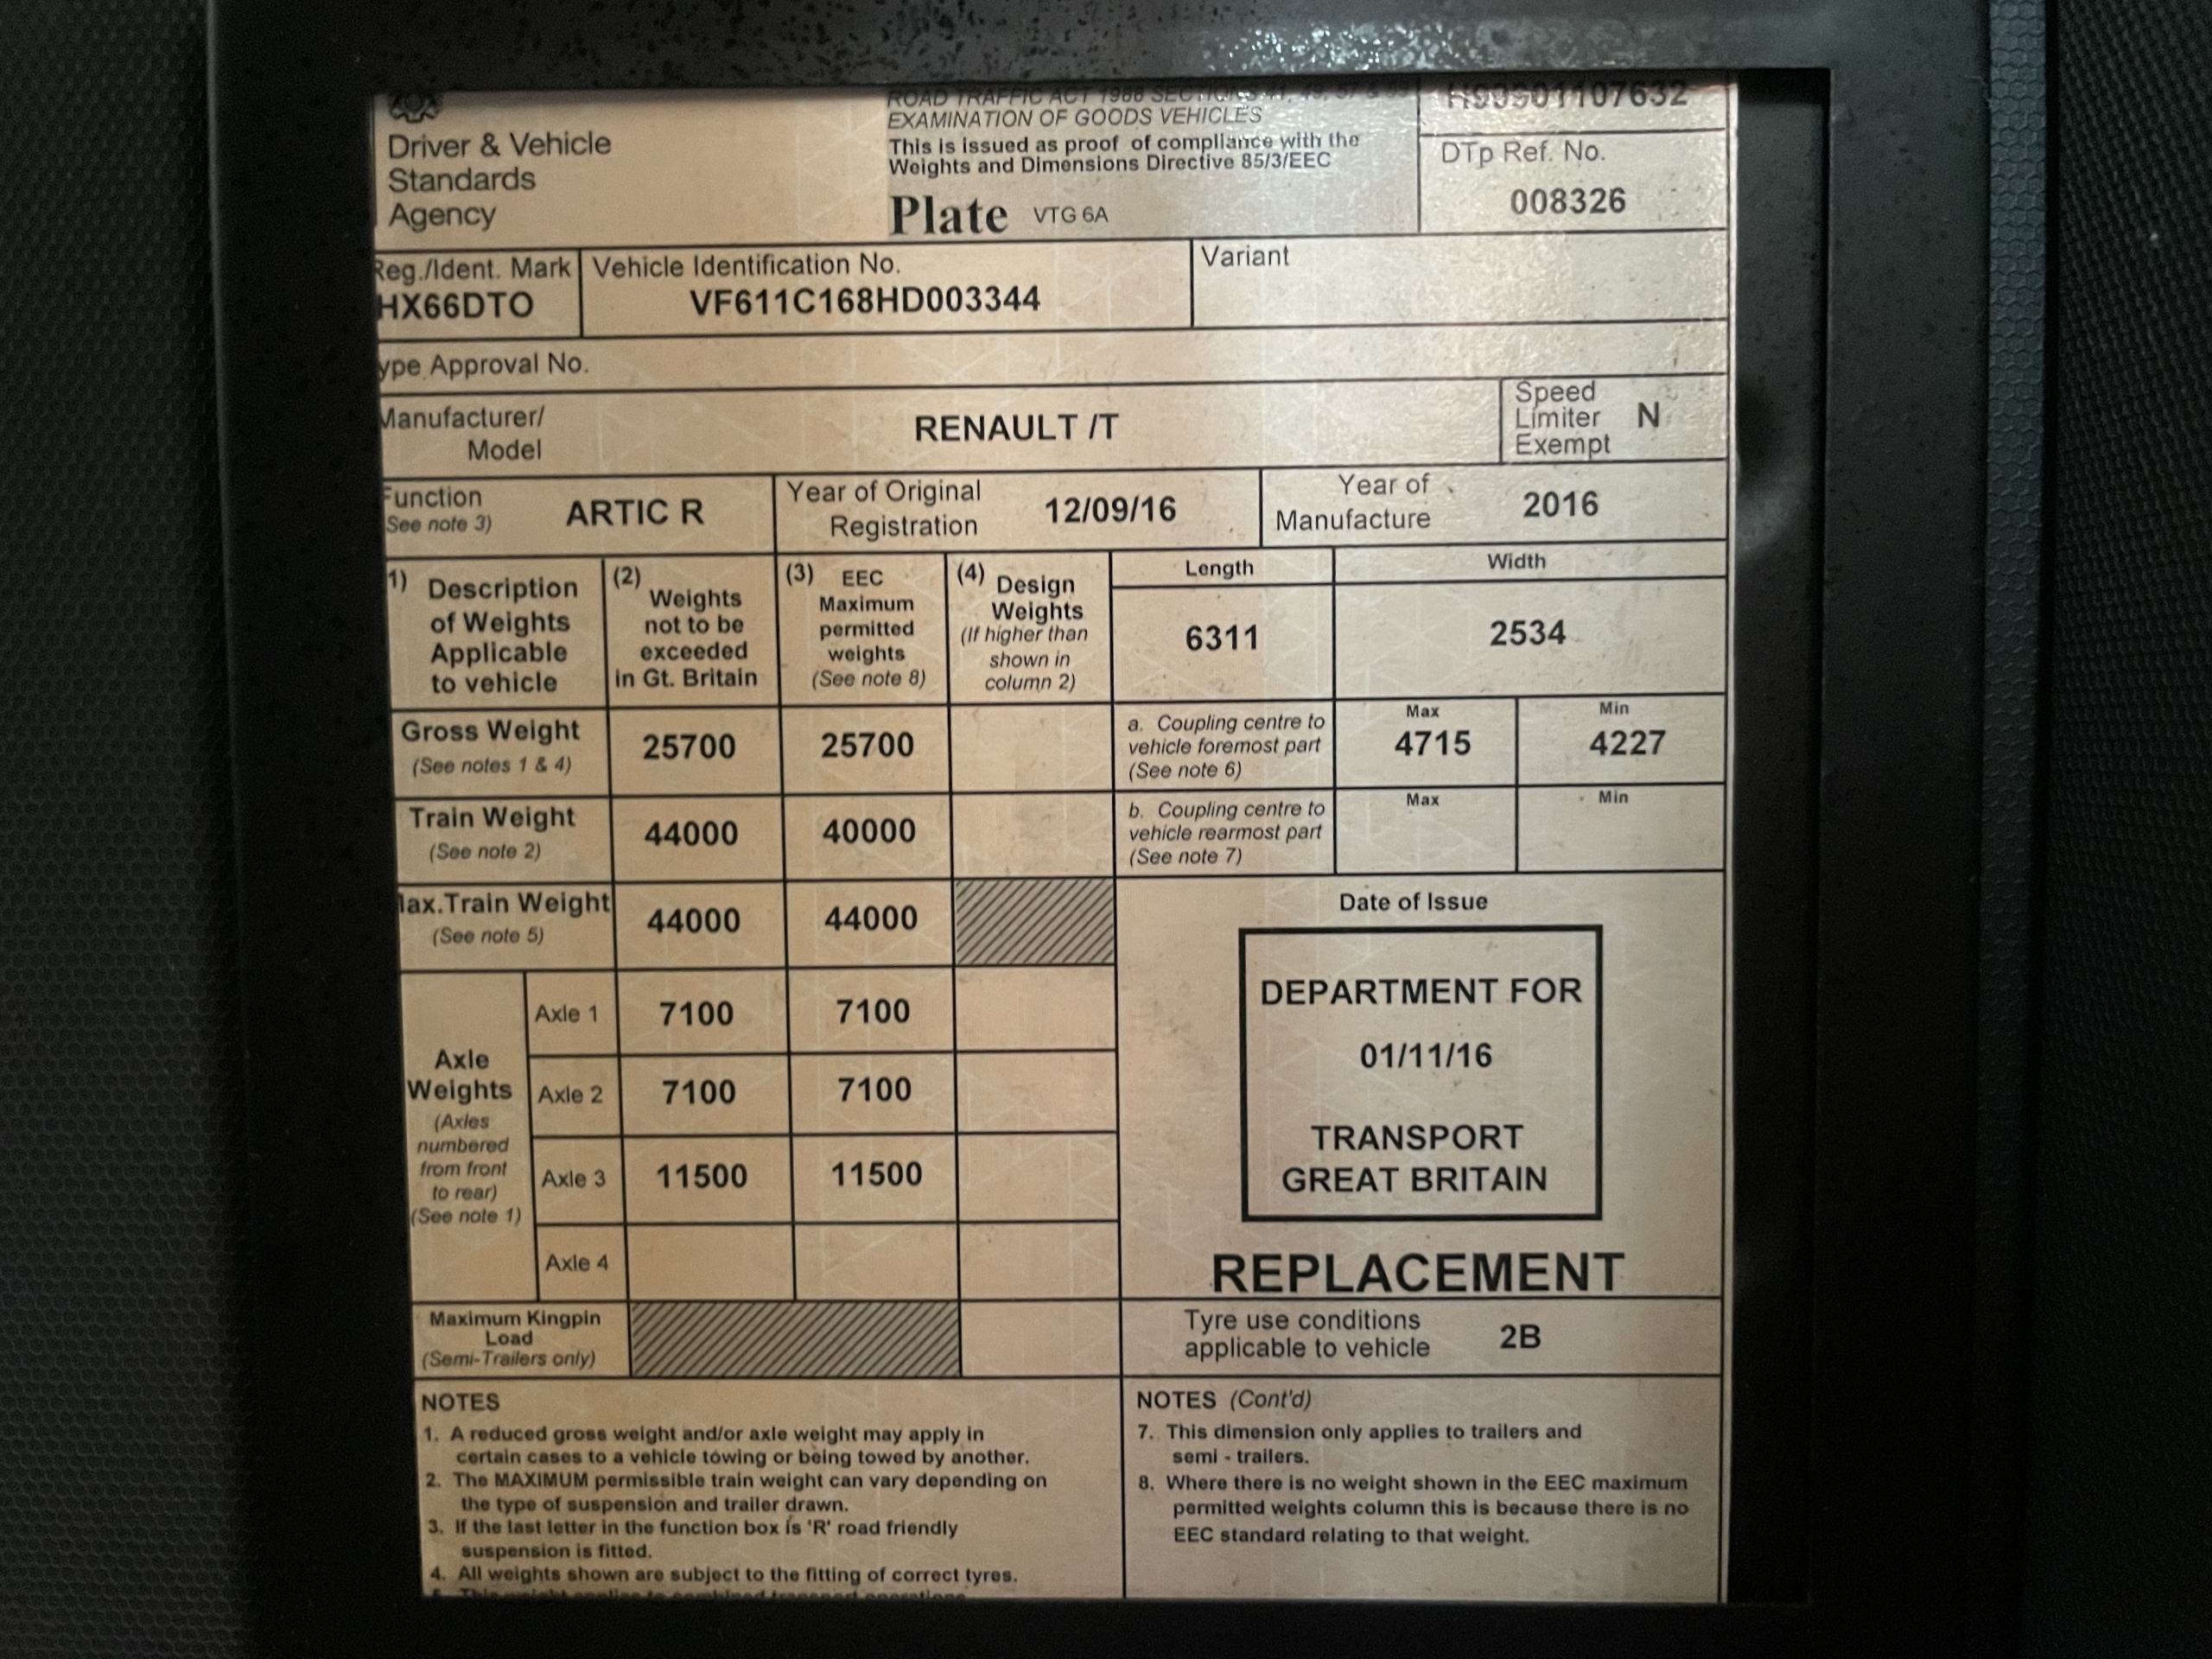 Driver & Vehicle
Standards
Agency
ROAD TRAFFIC ACT 1988
EXAMINATION OF GOODS VEHICLES
This is issued as proof of compliance with the
Weights and Dimensions Directive 85/3/EEC
Plate VTG 6A
DTp Ref. No.
008326
Reg./Ident. Mark
HX66DTO
Vehicle Identification No.
VF611C168HD003344
Variant
ype Approval No.
Manufacturer/
Model
RENAULT /T
Speed
Limiter
Exempt
N
Function
(See note 3)
ARTIC R
Year of Original
Registration
12/09/16
Year of
Manufacture
2016
1) Description
of Weights
Applicable
to vehicle
(2) Weights
not to be
exceeded
in Gt. Britain
(3) EEC
Maximum
permitted
weights
(See note 8)
(4) Design
Weights
(If higher than
shown in
column 2)
Length
6311
Width
2534
Gross Weight
(See notes 1 & 4)
25700
25700
a. Coupling centre to
vehicle foremost part
(See note 6)
Max
4715
Min
4227
Train Weight
(See note 2)
44000
40000
b. Coupling centre to
vehicle rearmost part
(See note 7)
Max
Min
ax.Train Weight
(See note 5)
44000
44000
Axle
Weights
(Axles
numbered
from front
to rear)
(See note 1)
Axle 1
7100
7100
Axle 2
7100
7100
Axle 3
11500
11500
Axle 4
Maximum Kingpin
Load
(Semi-Trailers only)
Date of Issue
DEPARTMENT FOR
01/11/16
TRANSPORT
GREAT BRITAIN
REPLACEMENT
Tyre use conditions
applicable to vehicle
2B
NOTES
1. A reduced gross weight and/or axle weight may apply in
certain cases to a vehicle towing or being towed by another.
2. The MAXIMUM permissible train weight can vary depending on
the type of suspension and trailer drawn.
3. If the last letter in the function box is 'R' road friendly
suspension is fitted.
4. All weights shown are subject to the fitting of correct tyres.
NOTES (Cont'd)
7. This dimension only applies to trailers and
semi - trailers.
8. Where there is no weight shown in the EEC maximum
permitted weights column this is because there is no
EEC standard relating to that weight.